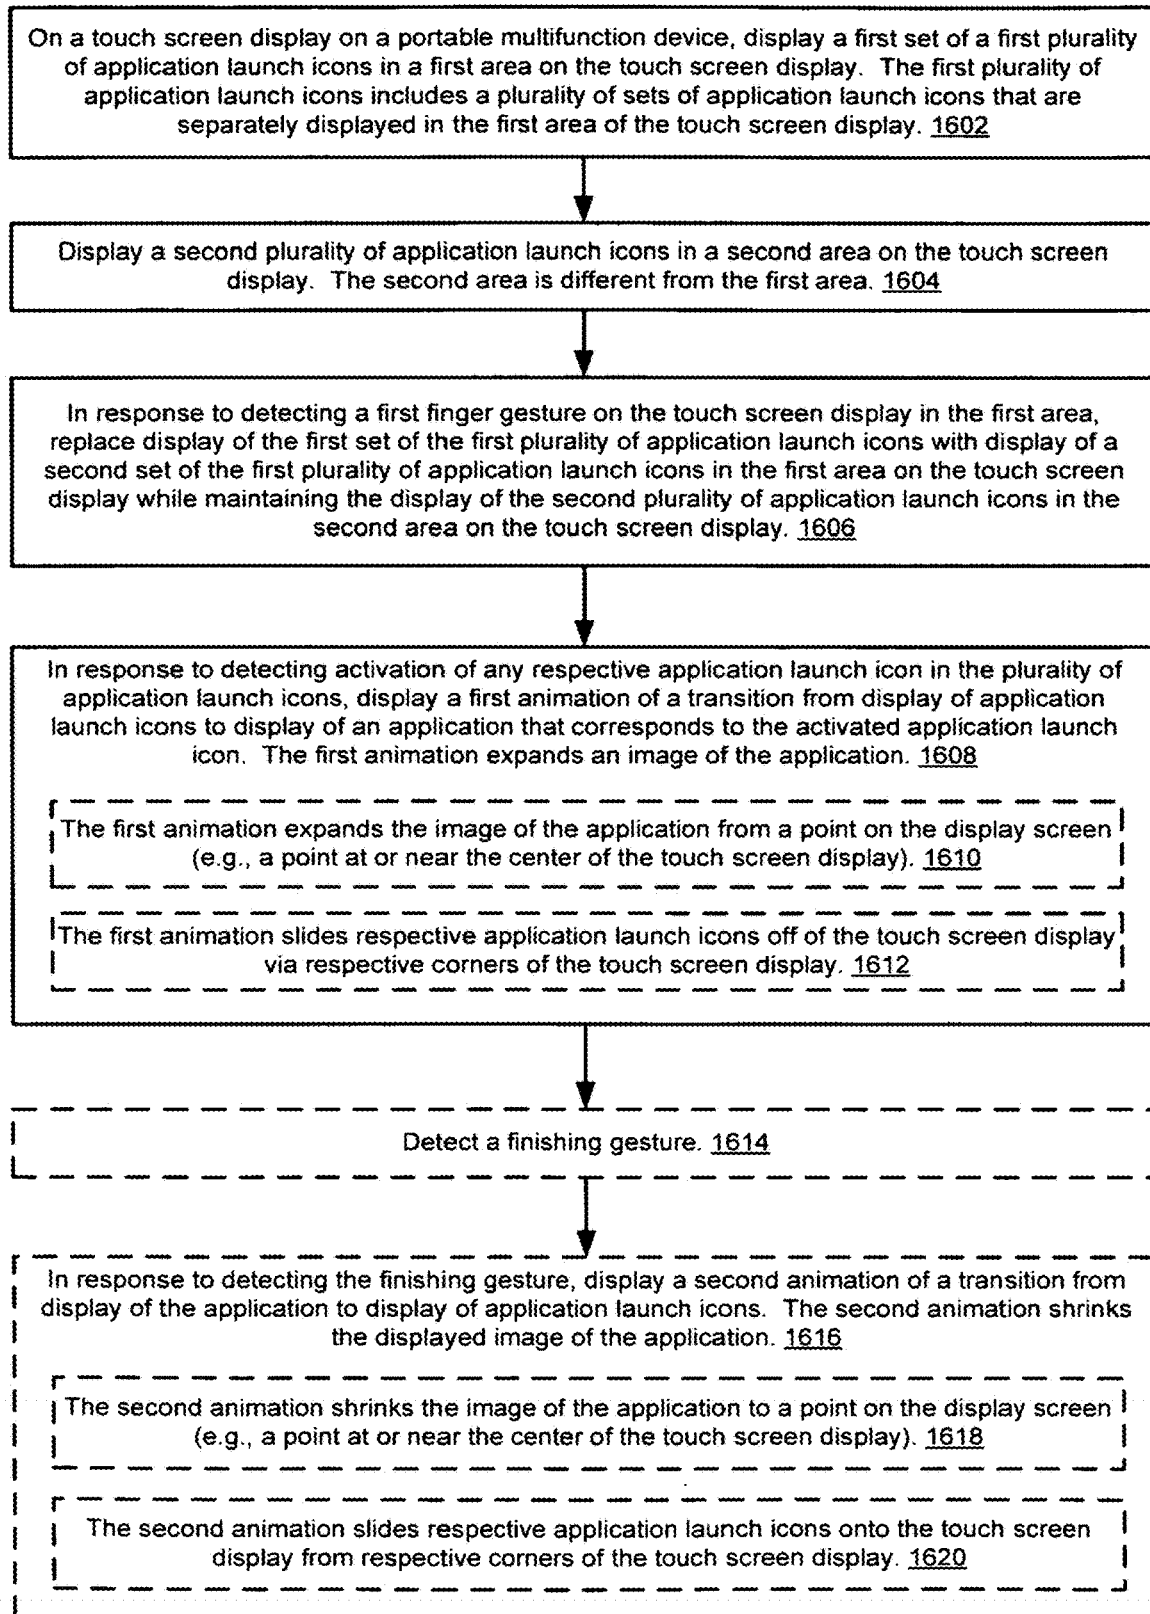 On a touch screen display on a portable multifunction device, display a first set of a first plurality
of application launch icons in a first area on the touch screen display.  The first plurality of
application launch icons includes a plurality of sets of application launch icons that are
separately displayed in the first area of the touch screen display. 1602
Display a second plurality of application launch icons in a second area on the touch screen
display.  The second area is different from the first area. 1604
In response to detecting a first finger gesture on the touch screen display in the first area,
replace display of the first set of the first plurality of application launch icons with display of a
second set of the first plurality of application launch icons in the first area on the touch screen
display while maintaining the display of the second plurality of application launch icons in the
second area on the touch screen display. 1606
In response to detecting activation of any respective application launch icon in the plurality of
application launch icons, display a first animation of a transition from display of application
launch icons to display of an application that corresponds to the activated application launch
icon.  The first animation expands an image of the application. 1608
The first animation expands the image of the application from a point on the display screen
(e.g., a point at or near the center of the touch screen display). 1610
The first animation slides respective application launch icons off of the touch screen display
via respective corners of the touch screen display. 1612
Detect a finishing gesture. 1614
In response to detecting the finishing gesture, display a second animation of a transition from
display of the application to display of application launch icons.  The second animation shrinks
the displayed image of the application. 1616
The second animation shrinks the image of the application to a point on the display screen
(e.g., a point at or near the center of the touch screen display). 1618
The second animation slides respective application launch icons onto the touch screen
display from respective corners of the touch screen display. 1620